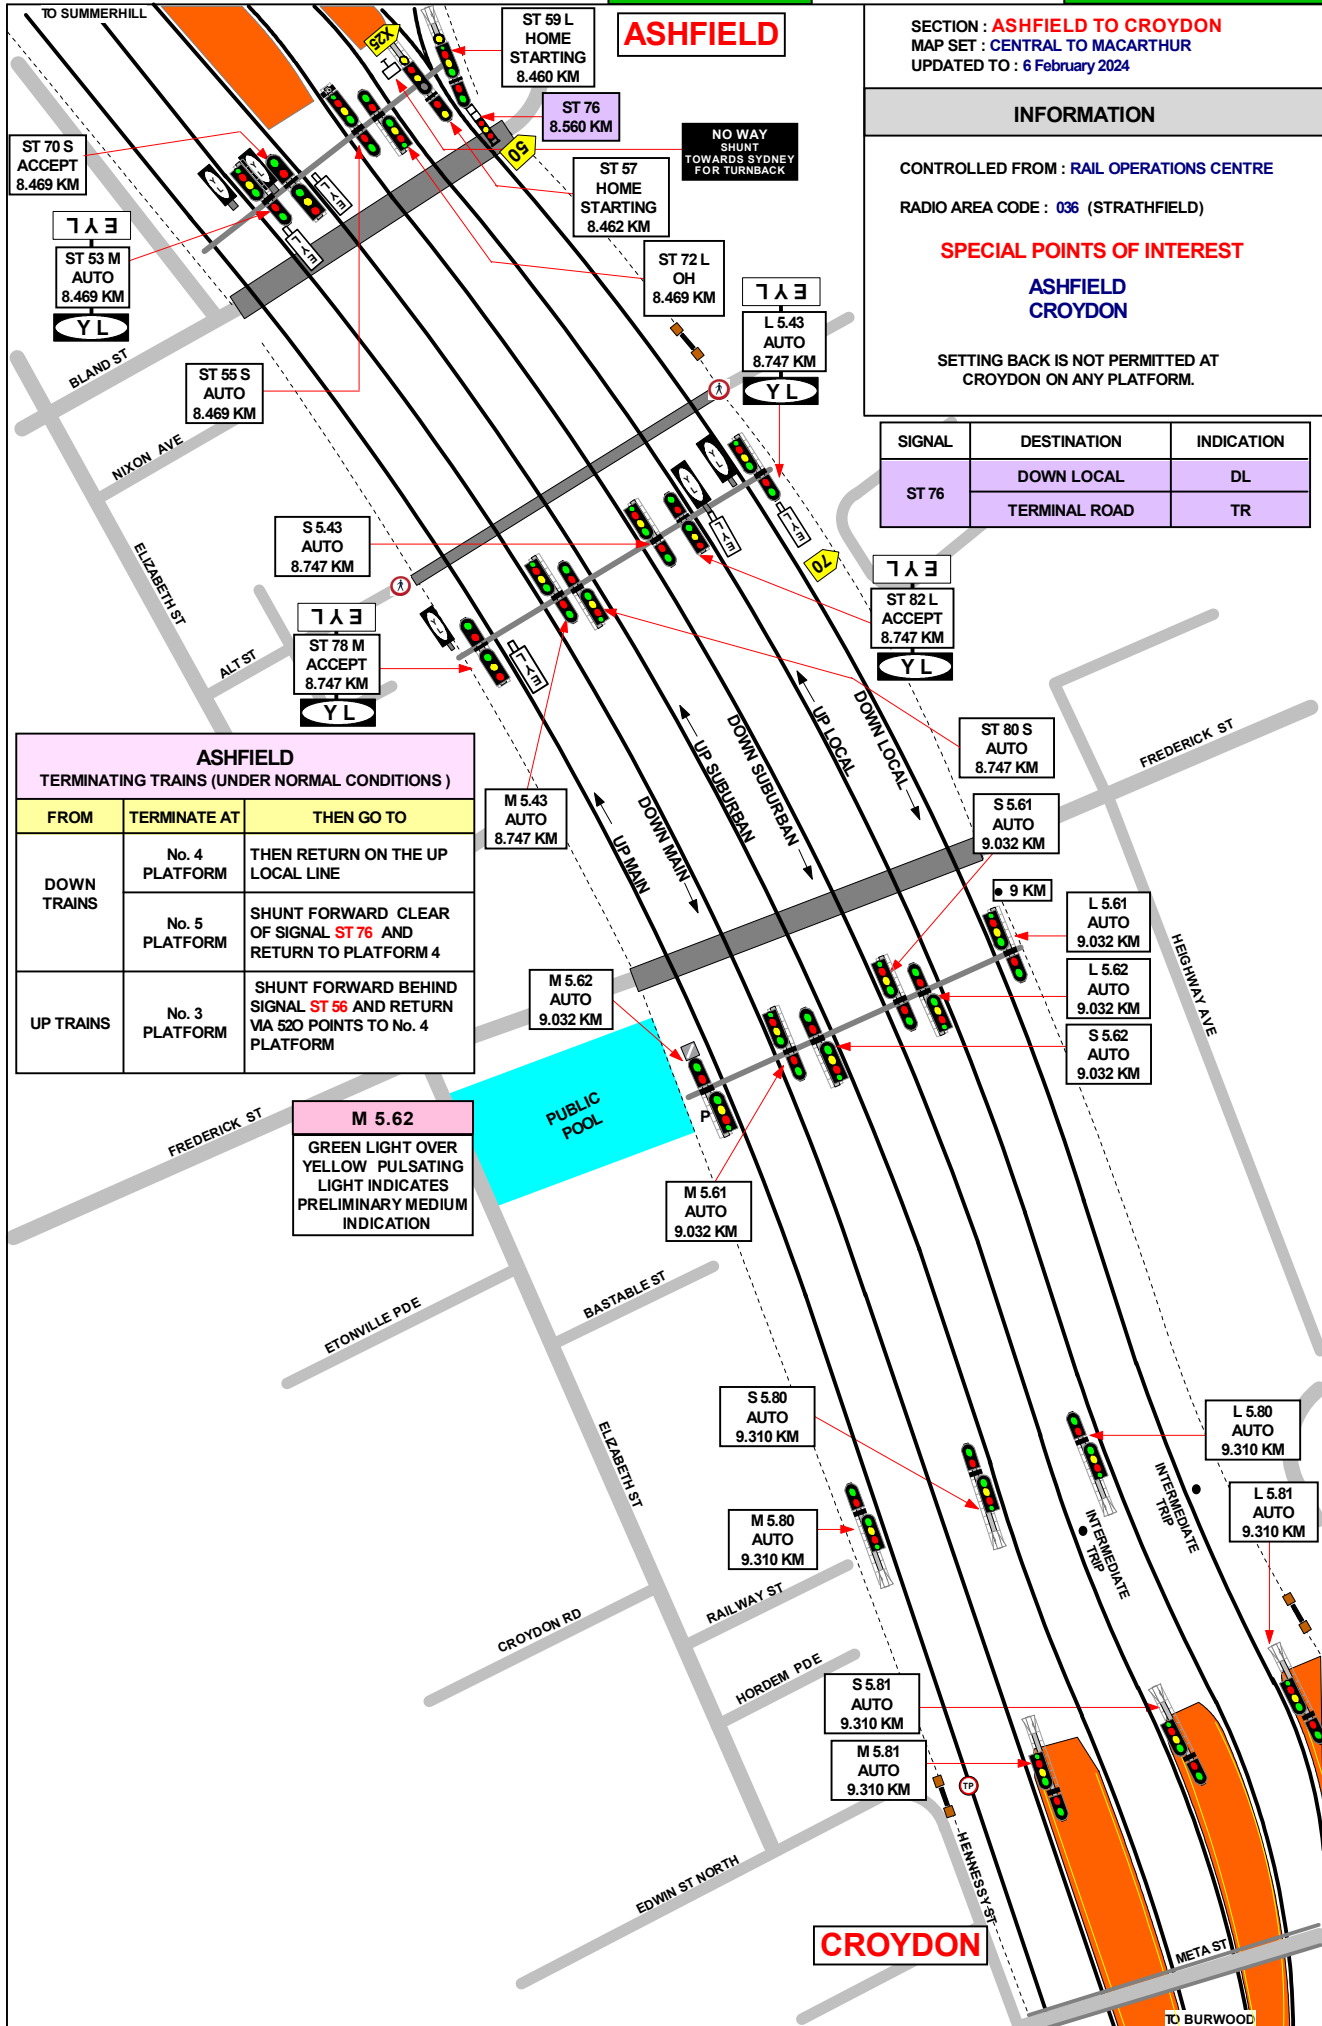 TO SUMMERHILL
ASHFIELD
SECTION : ASHFIELD TO CROYDON
MAP SET : CENTRAL TO MACARTHUR
UPDATED TO : 6 February 2024
INFORMATION
CONTROLLED FROM : RAIL OPERATIONS CENTRE
RADIO AREA CODE : 036 (STRATHFIELD)
SPECIAL POINTS OF INTEREST
ASHFIELD
CROYDON
SETTING BACK IS NOT PERMITTED AT
CROYDON ON ANY PLATFORM.
SIGNAL DESTINATION INDICATION
ST 76 DOWN LOCAL DL
TERMINAL ROAD TR
X25
ST 59 L
HOME
STARTING
8.460 KM
ST 76
8.560 KM
50
NO WAY
SHUNT
TOWARDS SYDNEY
FOR TURNBACK
ST 57
HOME
STARTING
8.462 KM
ST 72 L
OH
8.469 KM
ST 70 S
ACCEPT
8.469 KM
EYL
ST 53 M
AUTO
8.469 KM
YL
YL
YL
EYL
EYL
ST 55 S
AUTO
8.469 KM
BLAND ST
NIXON AVE
EYL
L 5.43
AUTO
8.747 KM
YL
YL
YL
EYL
EYL
70
S 5.43
AUTO
8.747 KM
EYL
ST 82 L
ACCEPT
8.747 KM
YL
ELIZABETH ST
ALT ST
EYL
ST 78 M
ACCEPT
8.747 KM
YL
YL
EYL
ST 80 S
AUTO
8.747 KM
M 5.43
AUTO
8.747 KM
UP MAIN
DOWN MAIN
UP SUBURBAN
DOWN SUBURBAN
UP LOCAL
DOWN LOCAL
FREDERICK ST
ASHFIELD
TERMINATING TRAINS (UNDER NORMAL CONDITIONS )
FROM TERMINATE AT THEN GO TO
DOWN
TRAINS
No. 4
PLATFORM
THEN RETURN ON THE UP
LOCAL LINE
No. 5
PLATFORM
SHUNT FORWARD CLEAR
OF SIGNAL ST 76 AND
RETURN TO PLATFORM 4
UP TRAINS
No. 3
PLATFORM
SHUNT FORWARD BEHIND
SIGNAL ST 56 AND RETURN
VIA 52O POINTS TO No. 4
PLATFORM
S 5.61
AUTO
9.032 KM
9 KM
L 5.61
AUTO
9.032 KM
L 5.62
AUTO
9.032 KM
S 5.62
AUTO
9.032 KM
HEIGHWAY AVE
M 5.62
AUTO
9.032 KM
P
PUBLIC
POOL
FREDERICK ST
M 5.62
GREEN LIGHT OVER
YELLOW PULSATING
LIGHT INDICATES
PRELIMINARY MEDIUM
INDICATION
M 5.61
AUTO
9.032 KM
BASTABLE ST
ETONVILLE PDE
S 5.80
AUTO
9.310 KM
L 5.80
AUTO
9.310 KM
INTERMEDIATE
TRIP
L 5.81
AUTO
9.310 KM
ELIZABETH ST
M 5.80
AUTO
9.310 KM
INTERMEDIATE
TRIP
RAILWAY ST
CROYDON RD
HORDEM PDE
S 5.81
AUTO
9.310 KM
M 5.81
AUTO
9.310 KM
TP
HENNESSY ST
EDWIN ST NORTH
CROYDON
META ST
TO BURWOOD